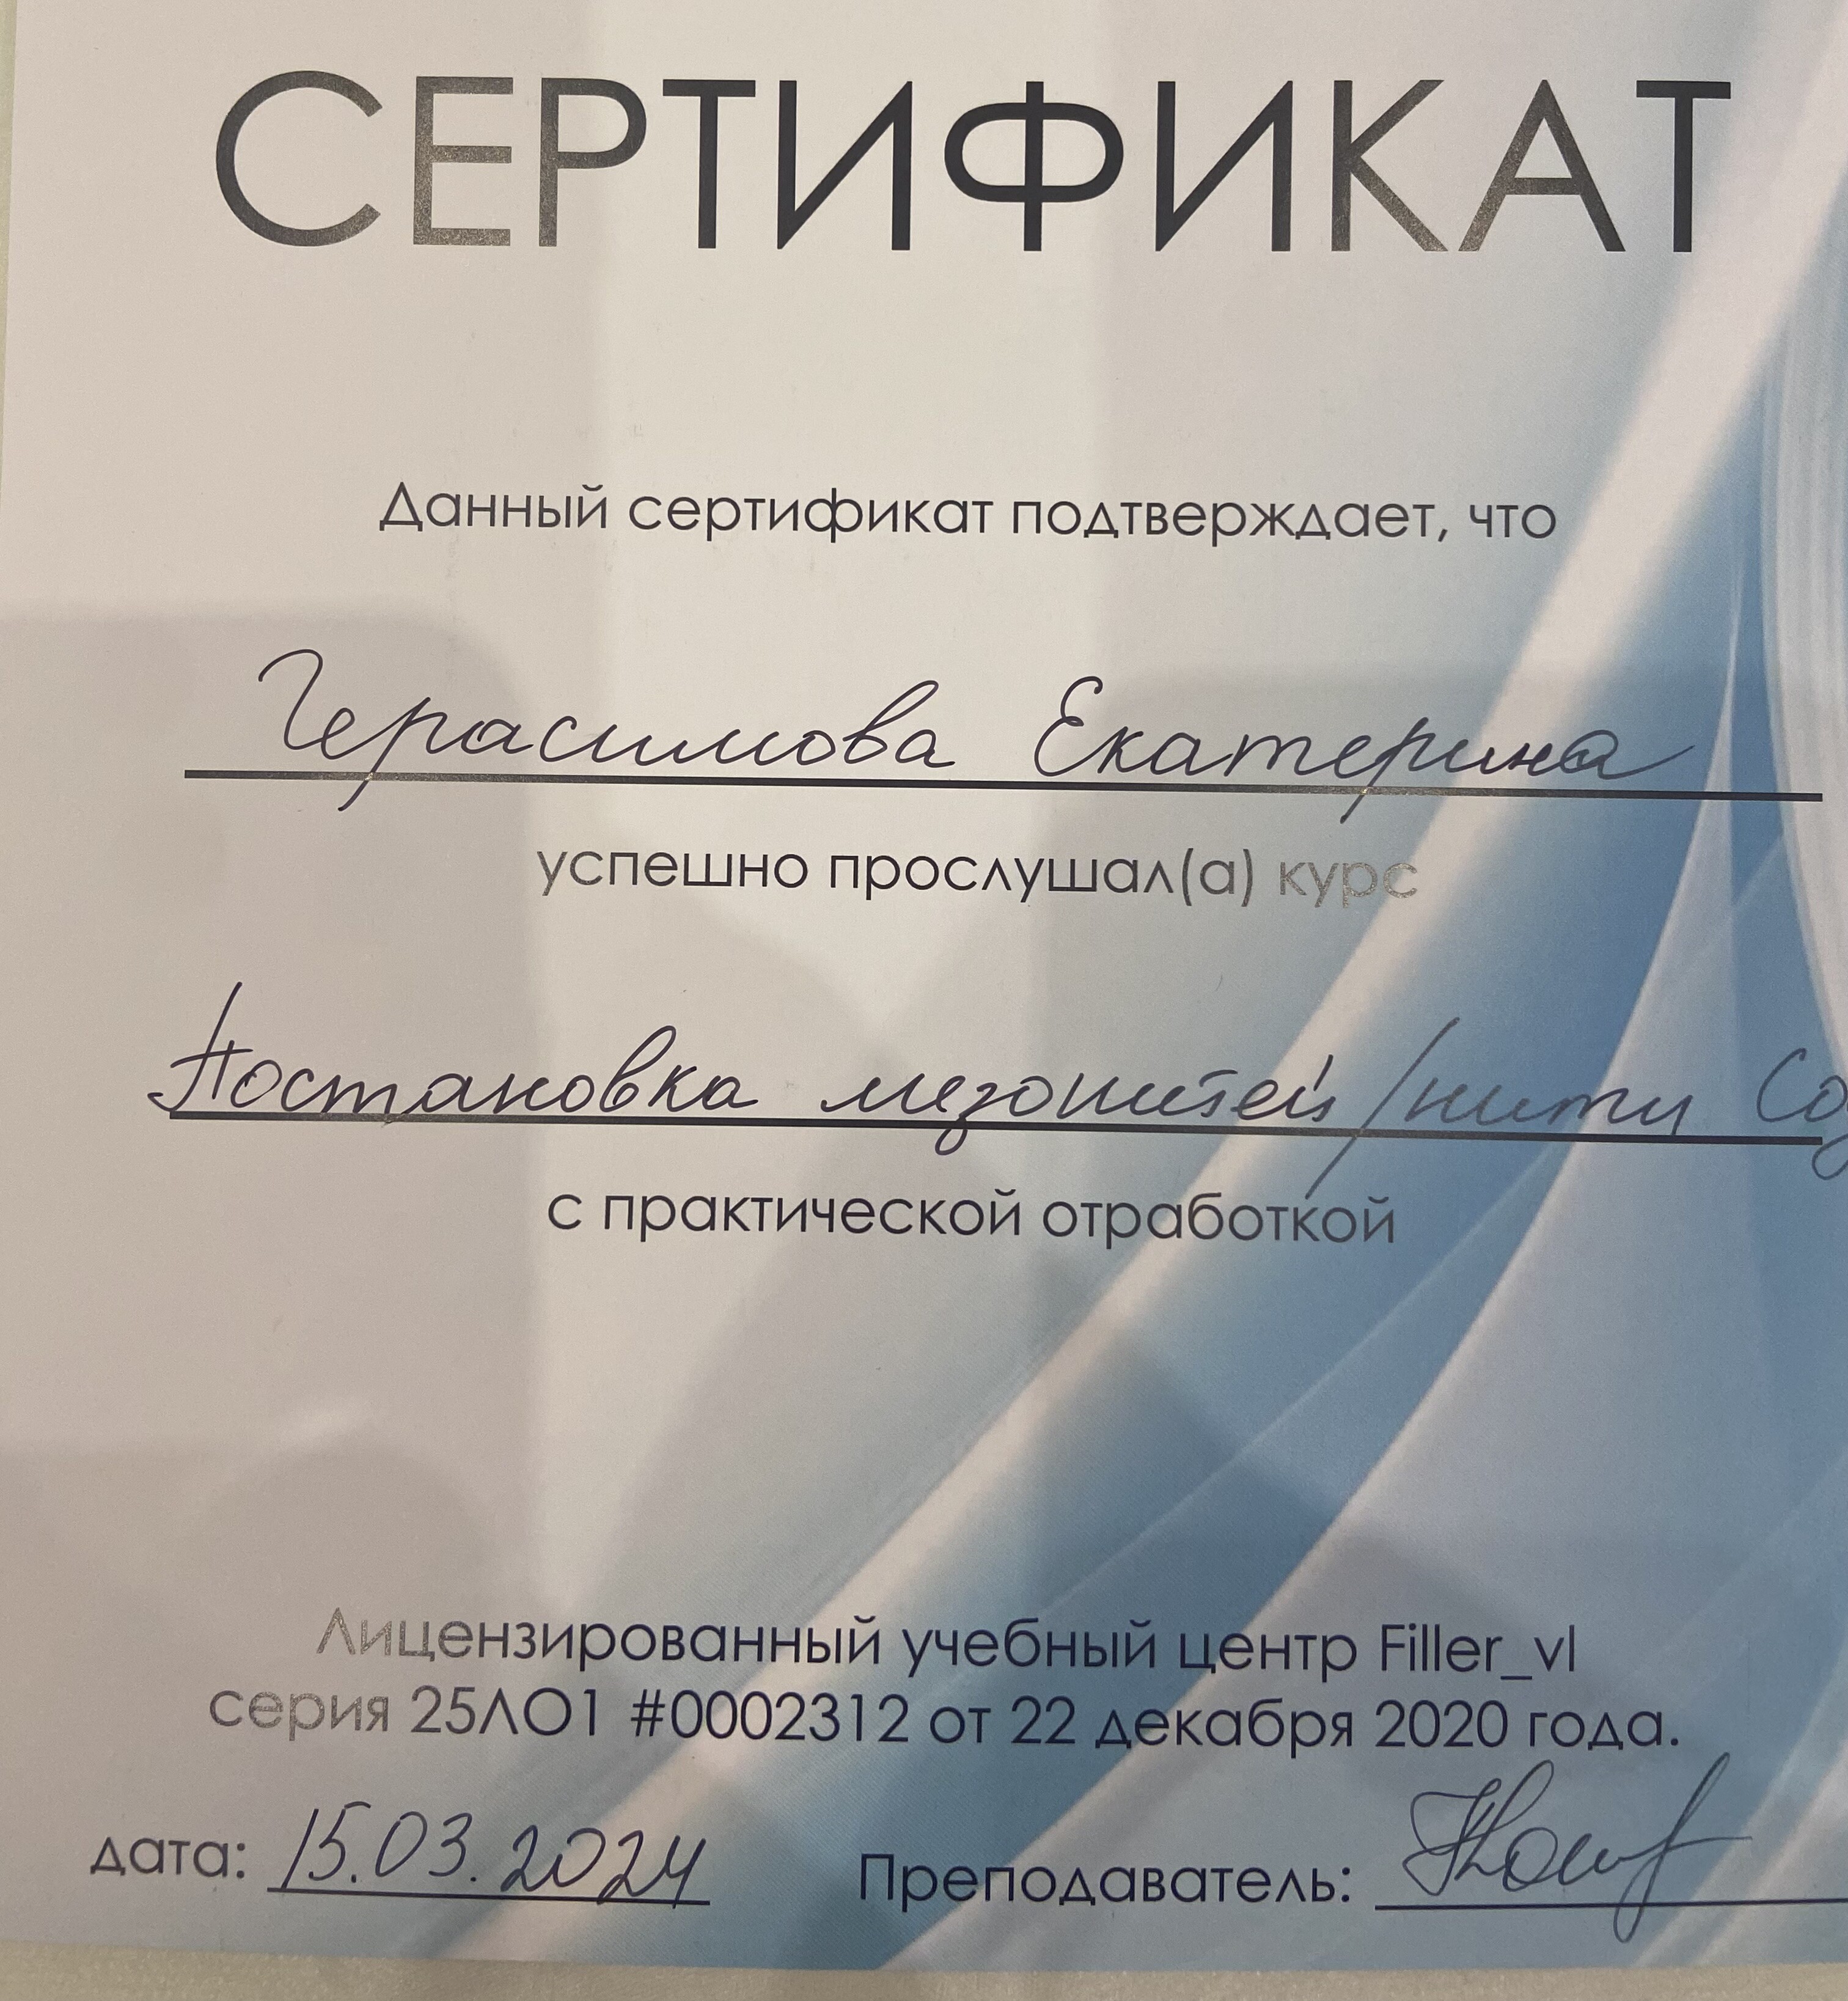 СЕРТИФИКАТ
Данный сертификат подтверждает, что
Герасимова Екатерина
успешно прослушал(а) курс
Постановка мезонитей/нити
с практической отработкой
Лицензированный учебный центр Filler_vl
серия 25ЛО1 #0002312 от 22 декабря 2020 года.
дата: 15.03.2024 Преподаватель: